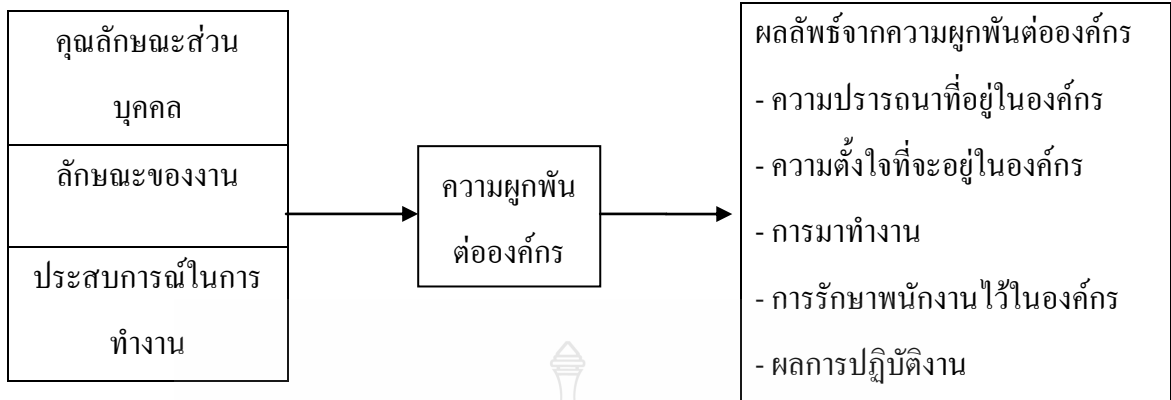 คุณลักษณะส่วน
บุคคล
ลักษณะของงาน
ประสบการณ์ในการ
ทำงาน
ความผูกพัน
ต่อองค์กร
ผลลัพธ์จากความผูกพันต่อองค์กร
- ความปรารถนาที่อยู่ในองค์กร
- ความตั้งใจที่จะอยู่ในองค์กร
- การมาทำงาน
- การรักษาพนักงานไว้ในองค์กร
- ผลการปฏิบัติงาน